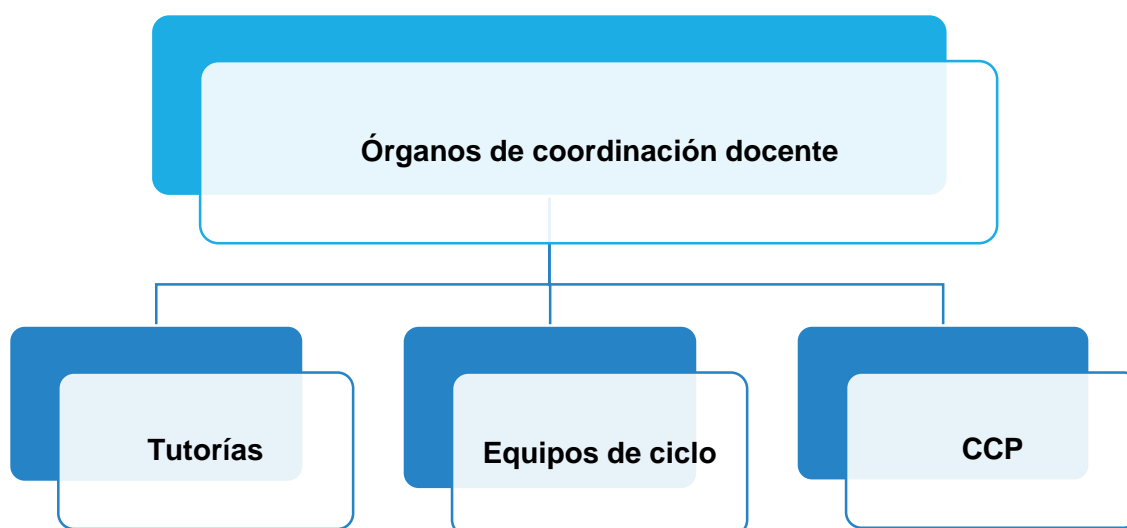 Órganos de coordinación docente
Tutorías
Equipos de ciclo
CCP